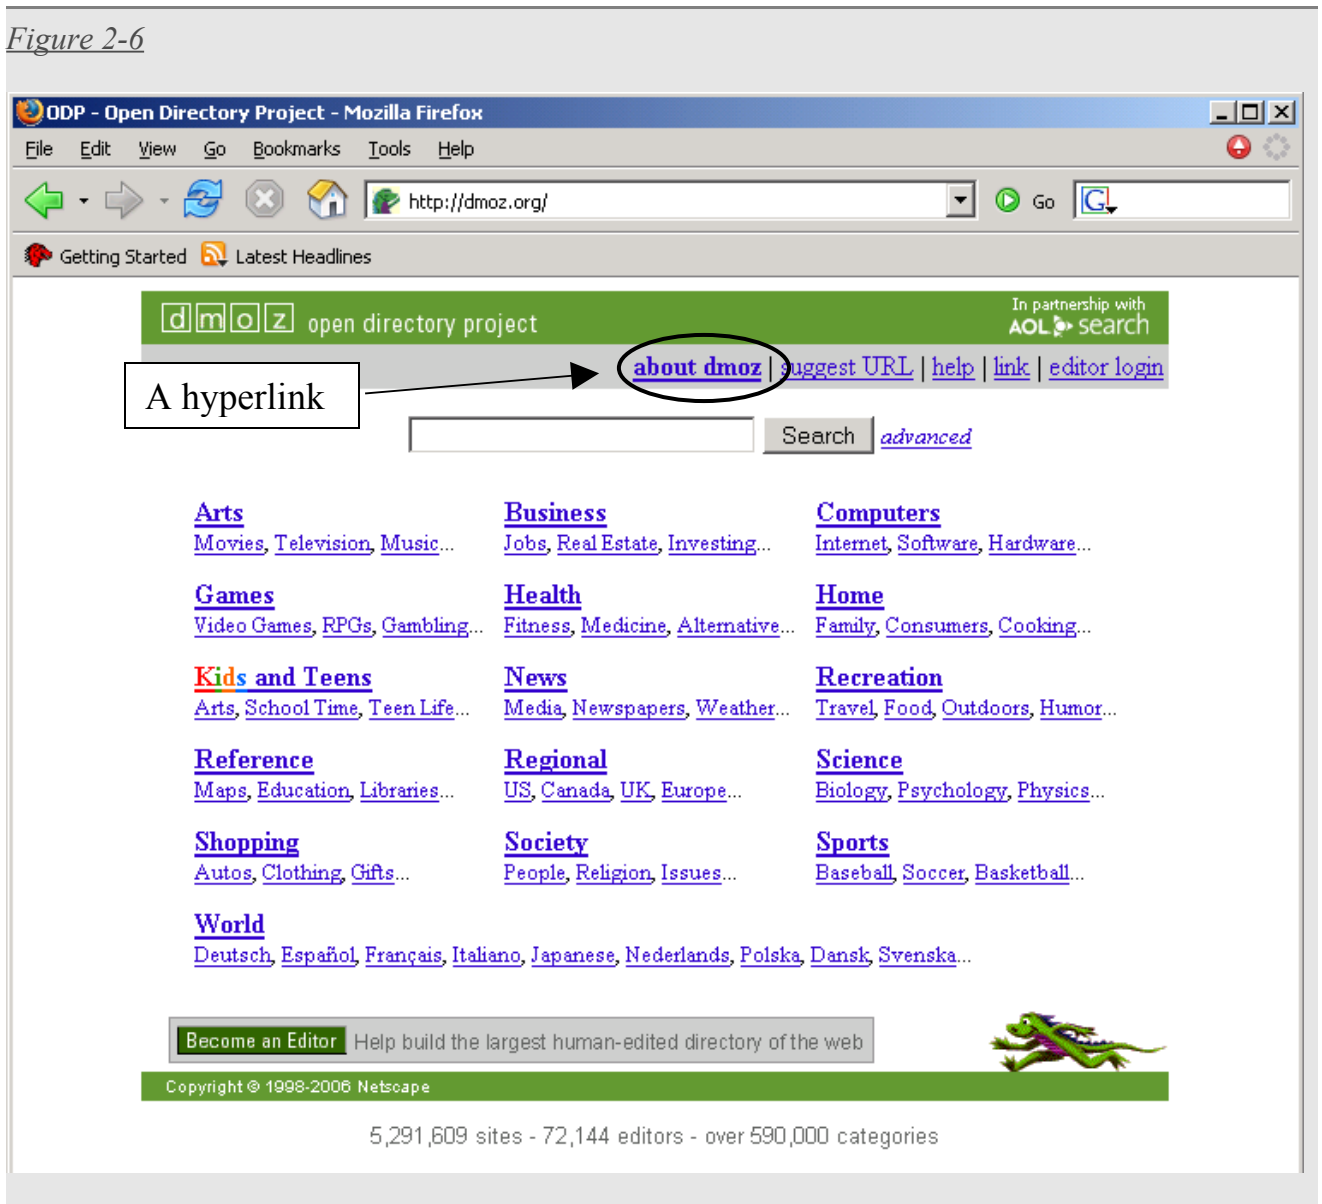 Figure 2-6
ODP - Open Directory Project - Mozilla Firefox
File Edit View Go Bookmarks Tools Help
http://dmoz.org/ Go G
Getting Started Latest Headlines
dmoz open directory project
In partnership with
AOL search
about dmoz | suggest URL | help | link | editor login
A hyperlink
Search advanced
Arts Business Computers
Movies, Television, Music... Jobs, Real Estate, Investing... Internet, Software, Hardware...
Games Health Home
Video Games, RPGs, Gambling... Fitness, Medicine, Alternative... Family, Consumers, Cooking...
Kids and Teens News Recreation
Arts, School Time, Teen Life... Media, Newspapers, Weather... Travel, Food, Outdoors, Humor...
Reference Regional Science
Maps, Education, Libraries... US, Canada, UK, Europe... Biology, Psychology, Physics...
Shopping Society Sports
Autos, Clothing, Gifts... People, Religion, Issues... Baseball, Soccer, Basketball...
World
Deutsch, Español, Français, Italiano, Japanese, Nederlands, Polska, Dansk, Svenska...
Become an Editor Help build the largest human-edited directory of the web
Copyright © 1998-2006 Netscape
5,291,609 sites - 72,144 editors - over 590,000 categories